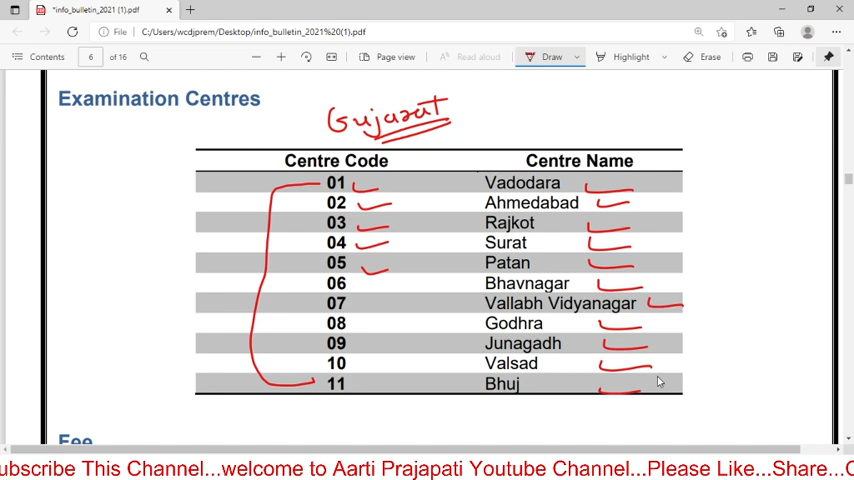 *info_bulletin_2021 (1).pdf
File C:/Users/wcdjprem/Desktop/info_bulletin_2021%20(1).pdf
Contents 6 of 16 Page view Read aloud Draw Highlight Erase
Examination Centres
Gujarat
Centre Code Centre Name
01 Vadodara
02 Ahmedabad
03 Rajkot
04 Surat
05 Patan
06 Bhavnagar
07 Vallabh Vidyanagar
08 Godhra
09 Junagadh
10 Valsad
11 Bhuj
Fee
ubscribe This Channel...welcome to Aarti Prajapati Youtube Channel...Please Like...Share...C